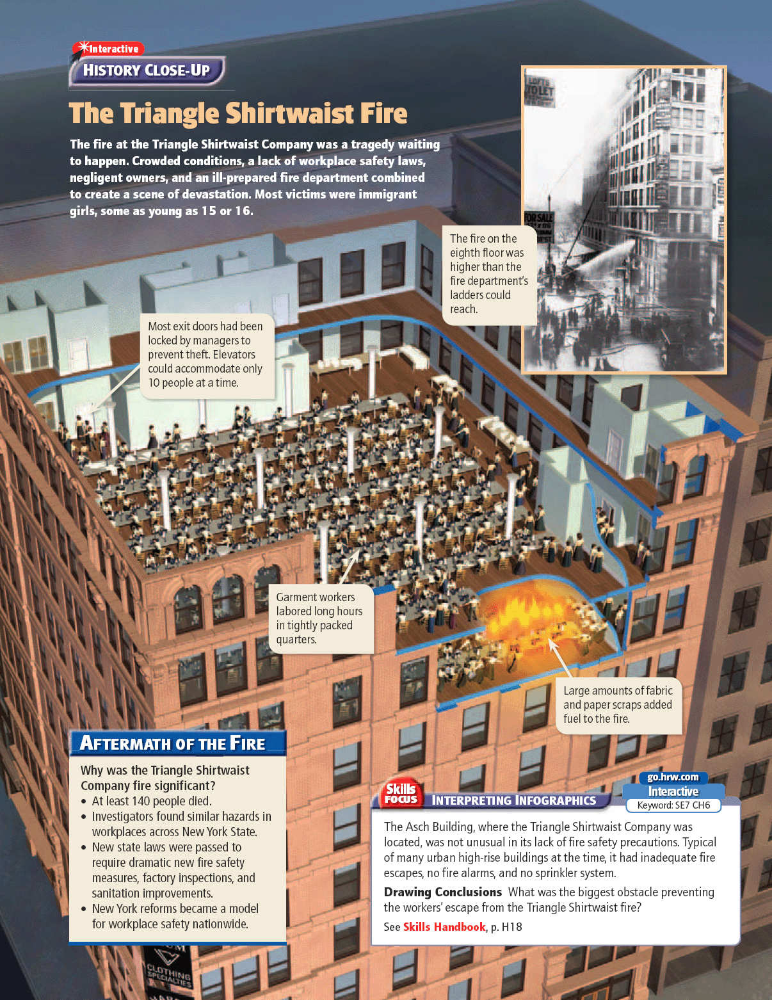 Interactive
HISTORY CLOSE-UP
The Triangle Shirtwaist Fire
The fire at the Triangle Shirtwaist Company was a tragedy waiting
to happen. Crowded conditions, a lack of workplace safety laws,
negligent owners, and an ill-prepared fire department combined
to create a scene of devastation. Most victims were immigrant
girls, some as young as 15 or 16.
LOFTS
TO LET
FOR SALE
The fire on the
eighth floor was
higher than the
fire department's
ladders could
reach.
Most exit doors had been
locked by managers to
prevent theft. Elevators
could accommodate only
10 people at a time.
Garment workers
labored long hours
in tightly packed
quarters.
Large amounts of fabric
and paper scraps added
fuel to the fire.
AFTERMATH OF THE FIRE
Why was the Triangle Shirtwaist
Company fire significant?
• At least 140 people died.
• Investigators found similar hazards in
workplaces across New York State.
• New state laws were passed to
require dramatic new fire safety
measures, factory inspections, and
sanitation improvements.
• New York reforms became a model
for workplace safety nationwide.
CLOTHING
SPECIALTIES
Skills
FOCUS
INTERPRETING INFOGRAPHICS
go.hrw.com
Interactive
Keyword: SE7 CH6
The Asch Building, where the Triangle Shirtwaist Company was
located, was not unusual in its lack of fire safety precautions. Typical
of many urban high-rise buildings at the time, it had inadequate fire
escapes, no fire alarms, and no sprinkler system.
Drawing Conclusions What was the biggest obstacle preventing
the workers' escape from the Triangle Shirtwaist fire?
See Skills Handbook, p. H18